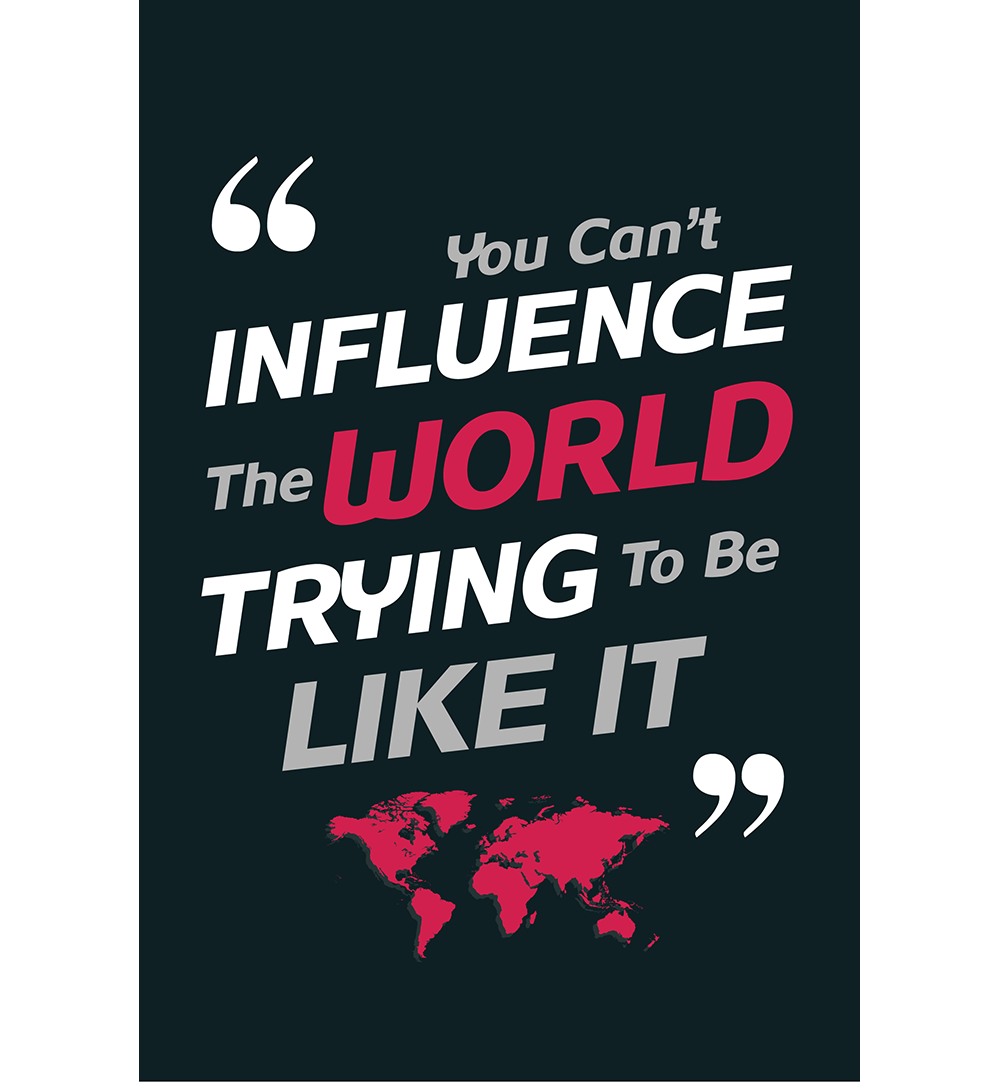 “
You Can’t
INFLUENCE
The WORLD
TRYING To Be
LIKE IT
”